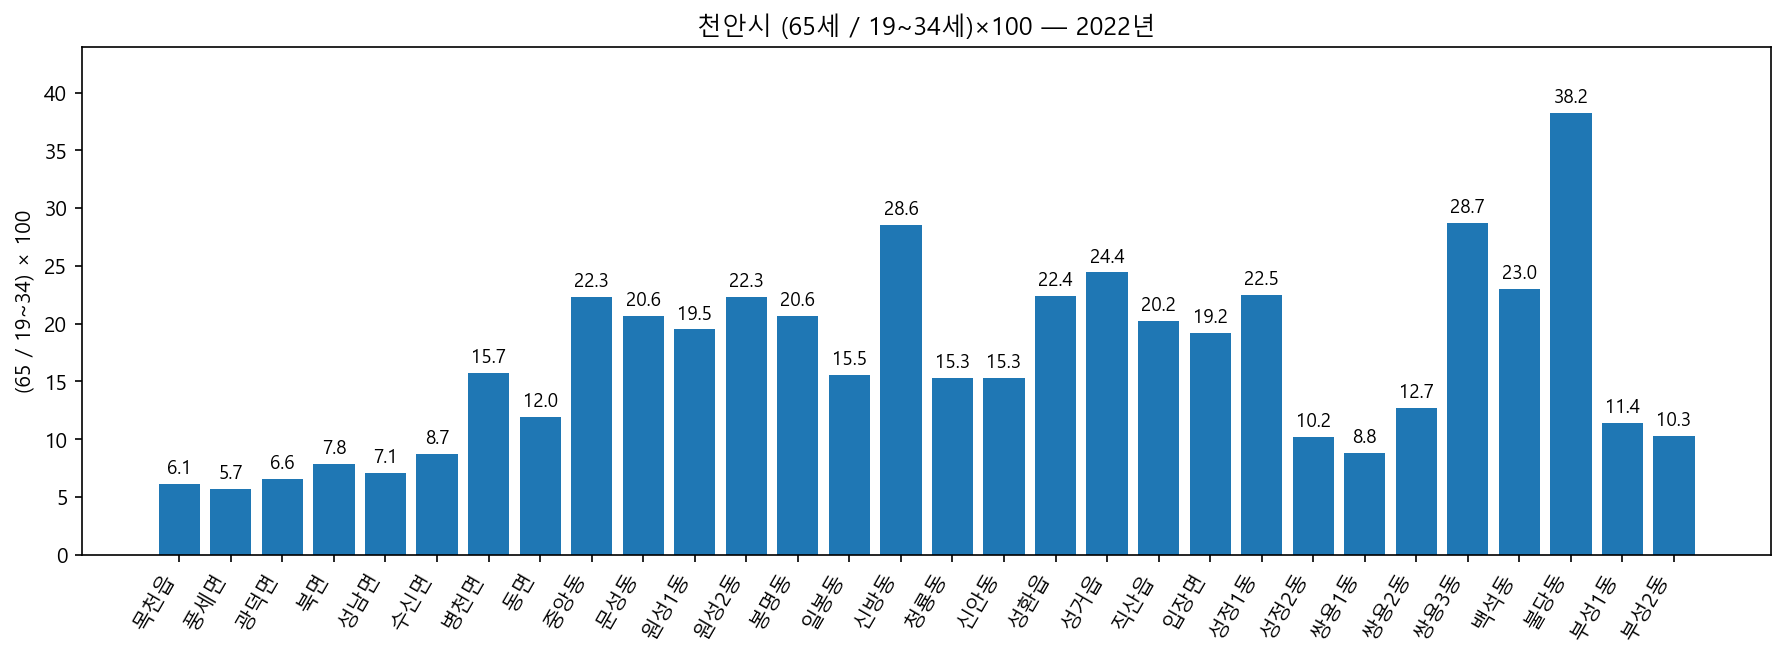 천안시 (65세 / 19~34세)×100 — 2022년
(65 / 19~34) × 100
40
35
30
25
20
15
10
5
0
6.1
5.7
6.6
7.8
7.1
8.7
15.7
12.0
22.3
20.6
19.5
22.3
20.6
15.5
28.6
15.3
15.3
22.4
24.4
20.2
19.2
22.5
10.2
8.8
12.7
28.7
23.0
38.2
11.4
10.3
목천읍
풍세면
광덕면
북면
성남면
수신면
병천면
동면
중앙동
문성동
원성1동
원성2동
봉명동
일봉동
신방동
청룡동
신안동
성환읍
성거읍
직산읍
입장면
성정1동
성정2동
쌍용1동
쌍용2동
쌍용3동
백석동
불당동
부성1동
부성2동